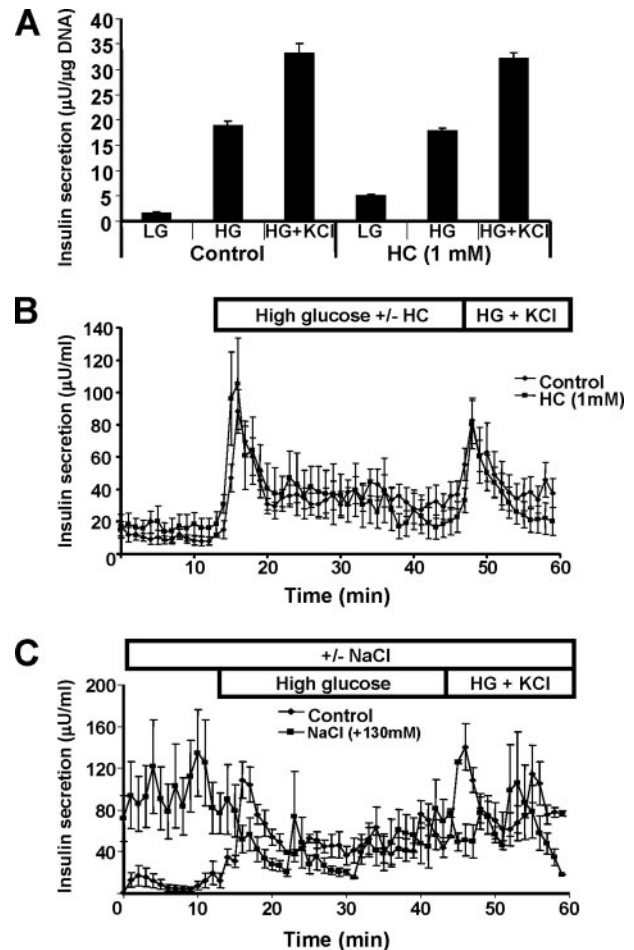 A
Insulin secretion (μU/μg DNA)
40
35
30
25
20
15
10
5
0
LG HG HG+KCl LG HG HG+KCl
Control HC (1 mM)
B
High glucose +/- HC HG + KCl
Insulin secretion (μU/ml)
140
120
100
80
60
40
20
0
Control
HC (1mM)
0 10 20 30 40 50 60
Time (min)
C
+/- NaCl
High glucose HG + KCl
Insulin secretion (μU/ml)
200
160
120
80
40
Control
NaCl (+130mM)
0 10 20 30 40 50 60
Time (min)